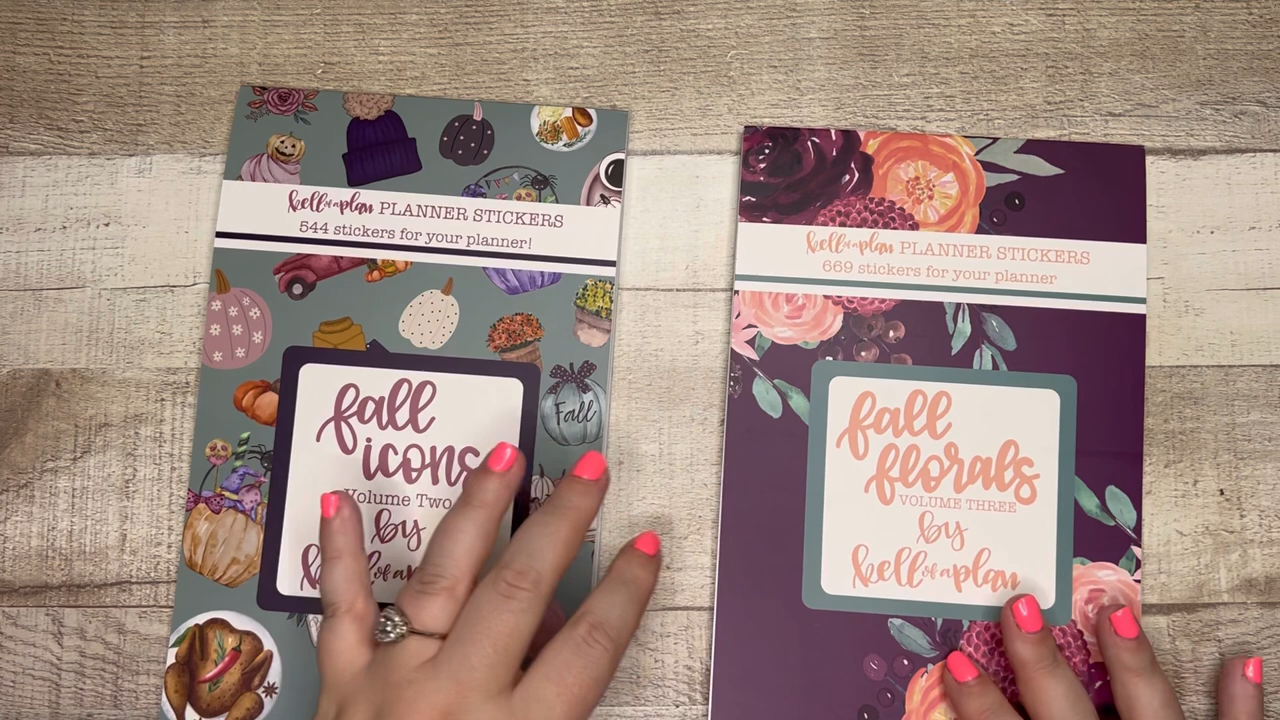 kell of a plan PLANNER STICKERS
544 stickers for your planner!
Fall
fall
icons
Volume Two
by
kell of a plan PLANNER STICKERS
669 stickers for your planner
fall
florals
VOLUME THREE
by
kell of a plan